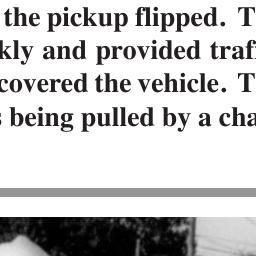 the pickup flipped. T
kly and provided traf
covered the vehicle. T
being pulled by a cha